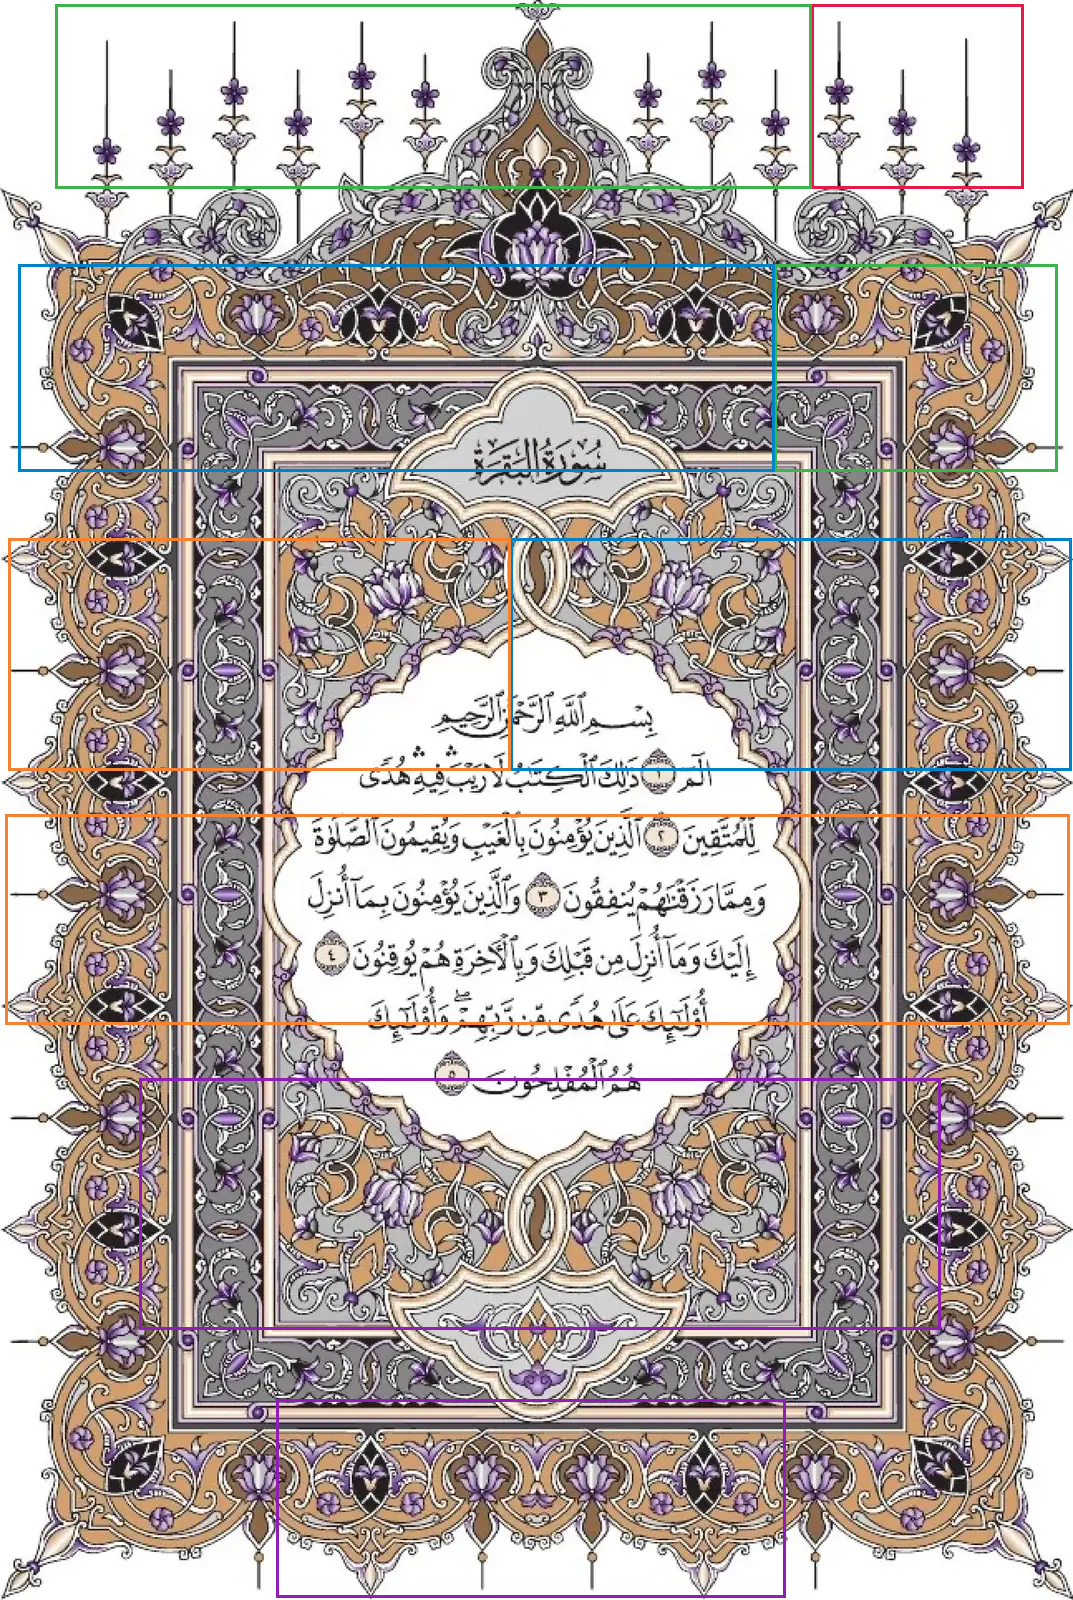 سُورَةُ البَقَرَةِ
بِسْمِ ٱللَّهِ ٱلرَّحْمَٰنِ ٱلرَّحِيمِ
الٓمٓ ١ ذَٰلِكَ ٱلْكِتَٰبُ لَا رَيْبَ ۛ فِيهِ ۛ هُدًى
لِّلْمُتَّقِينَ ٢ ٱلَّذِينَ يُؤْمِنُونَ بِٱلْغَيْبِ وَيُقِيمُونَ ٱلصَّلَوٰةَ
وَمِمَّا رَزَقْنَٰهُمْ يُنفِقُونَ ٣ وَٱلَّذِينَ يُؤْمِنُونَ بِمَآ أُنزِلَ
إِلَيْكَ وَمَآ أُنزِلَ مِن قَبْلِكَ وَبِٱلْأَخِرَةِ هُمْ يُوقِنُونَ ٤
أُو۟لَٰٓئِكَ عَلَىٰ هُدًى مِّن رَّبِّهِمْ ۖ وَأُو۟لَٰٓئِكَ
هُمُ ٱلْمُفْلِحُونَ ٥